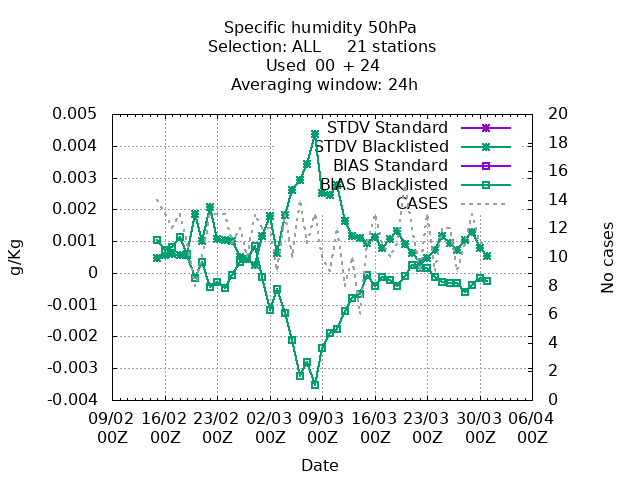 Specific humidity 50hPa
Selection: ALL 21 stations
Used 00 + 24
Averaging window: 24h
0.005 20
STDV Standard
0.004 18
STDV Blacklisted
BIAS Standard
0.003 16
BIAS Blacklisted
0.002 14
CASES
0.001 12
0 10
-0.001 8
-0.002 6
-0.003 4
2
-0.004 0
g/Kg
No cases
09/02 16/02 23/02 02/03 09/03 16/03 23/03 30/03 06/04
00Z 00Z 00Z 00Z 00Z 00Z 00Z 00Z 00Z
Date